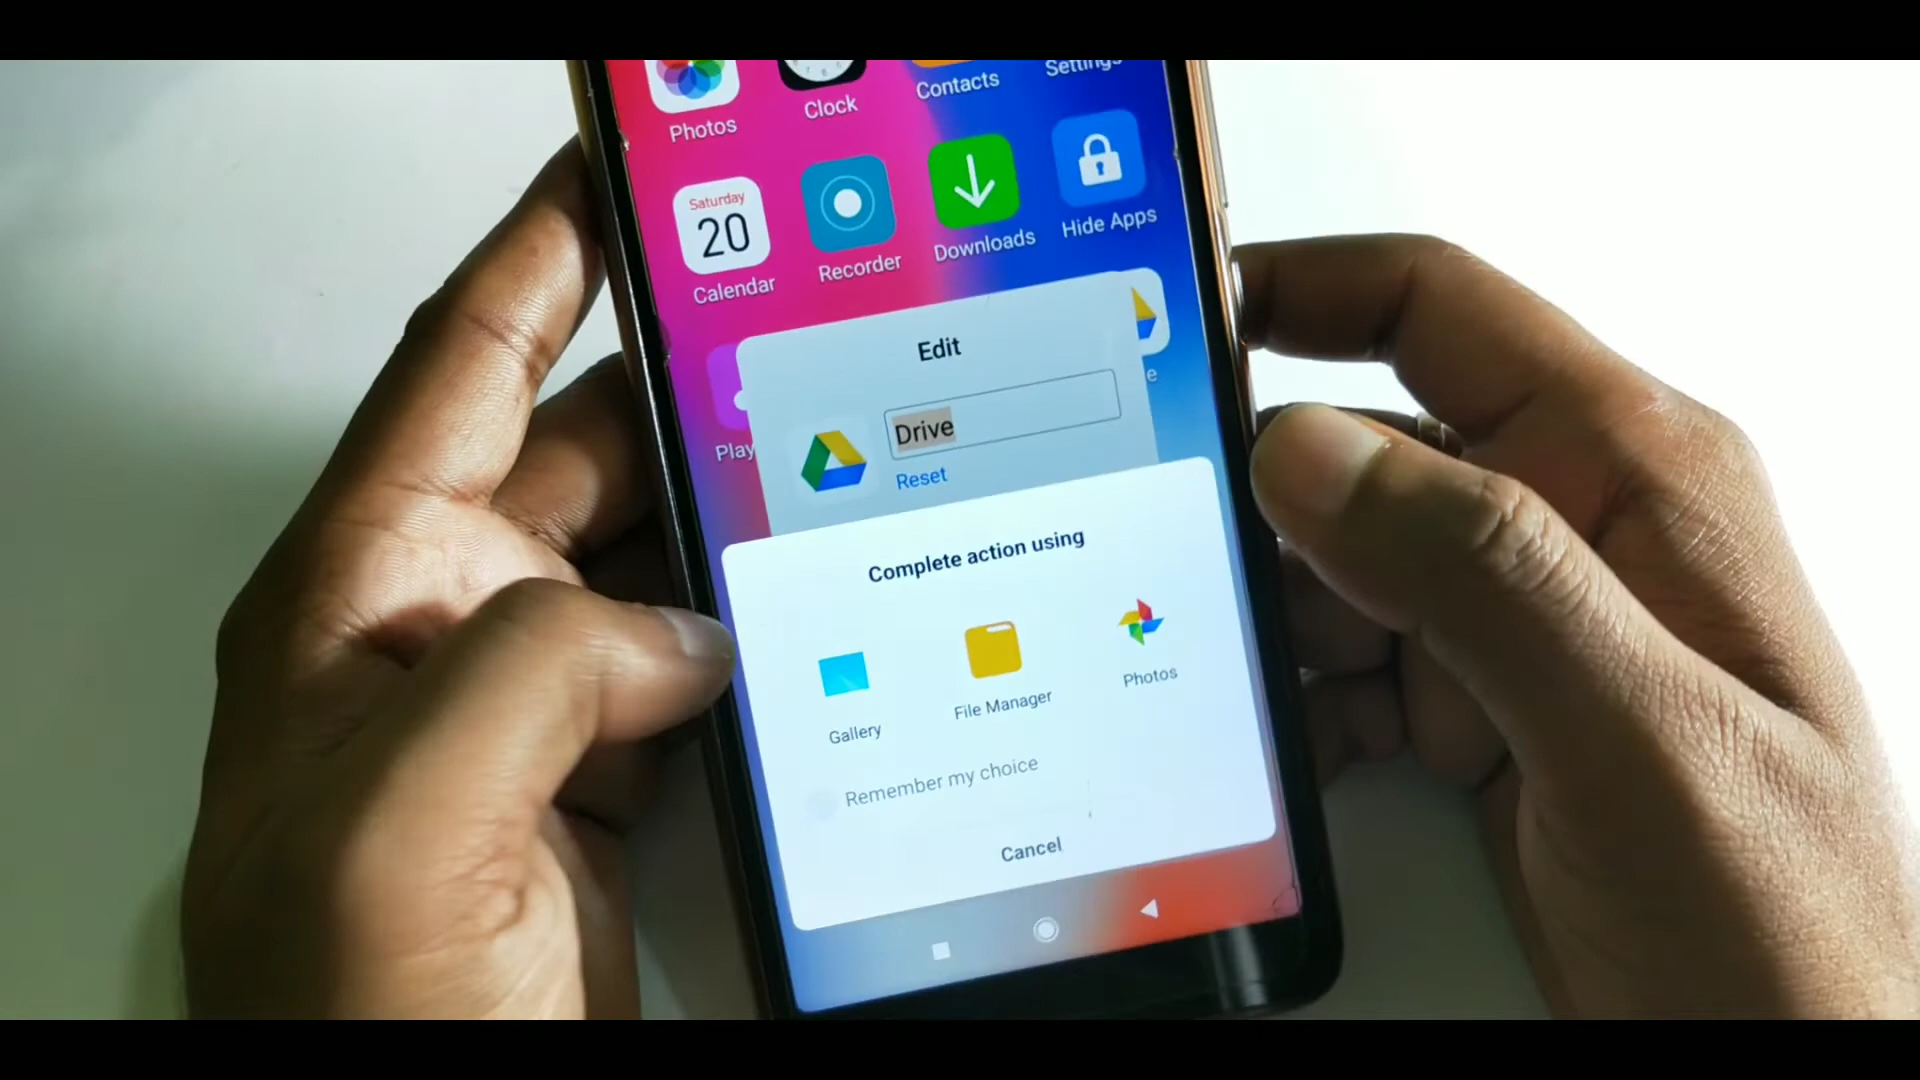 Photos
Clock
Contacts
Settings
Saturday
20
Calendar
Recorder
Downloads
Hide Apps
Play
e
Edit
Drive
Reset
Complete action using
Gallery
File Manager
Photos
Remember my choice
Cancel